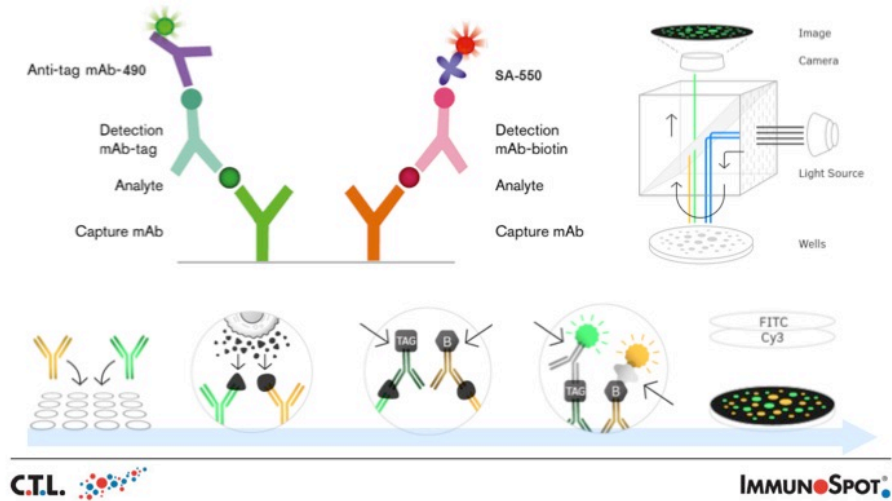 Anti-tag mAb-490
Detection
mAb-tag
Analyte
Capture mAb
SA-550
Detection
mAb-biotin
Analyte
Capture mAb
Image
Camera
Light Source
Wells
TAG
B
TAG
B
FITC
Cy3
C.T.L.
IMMUNOSPOT